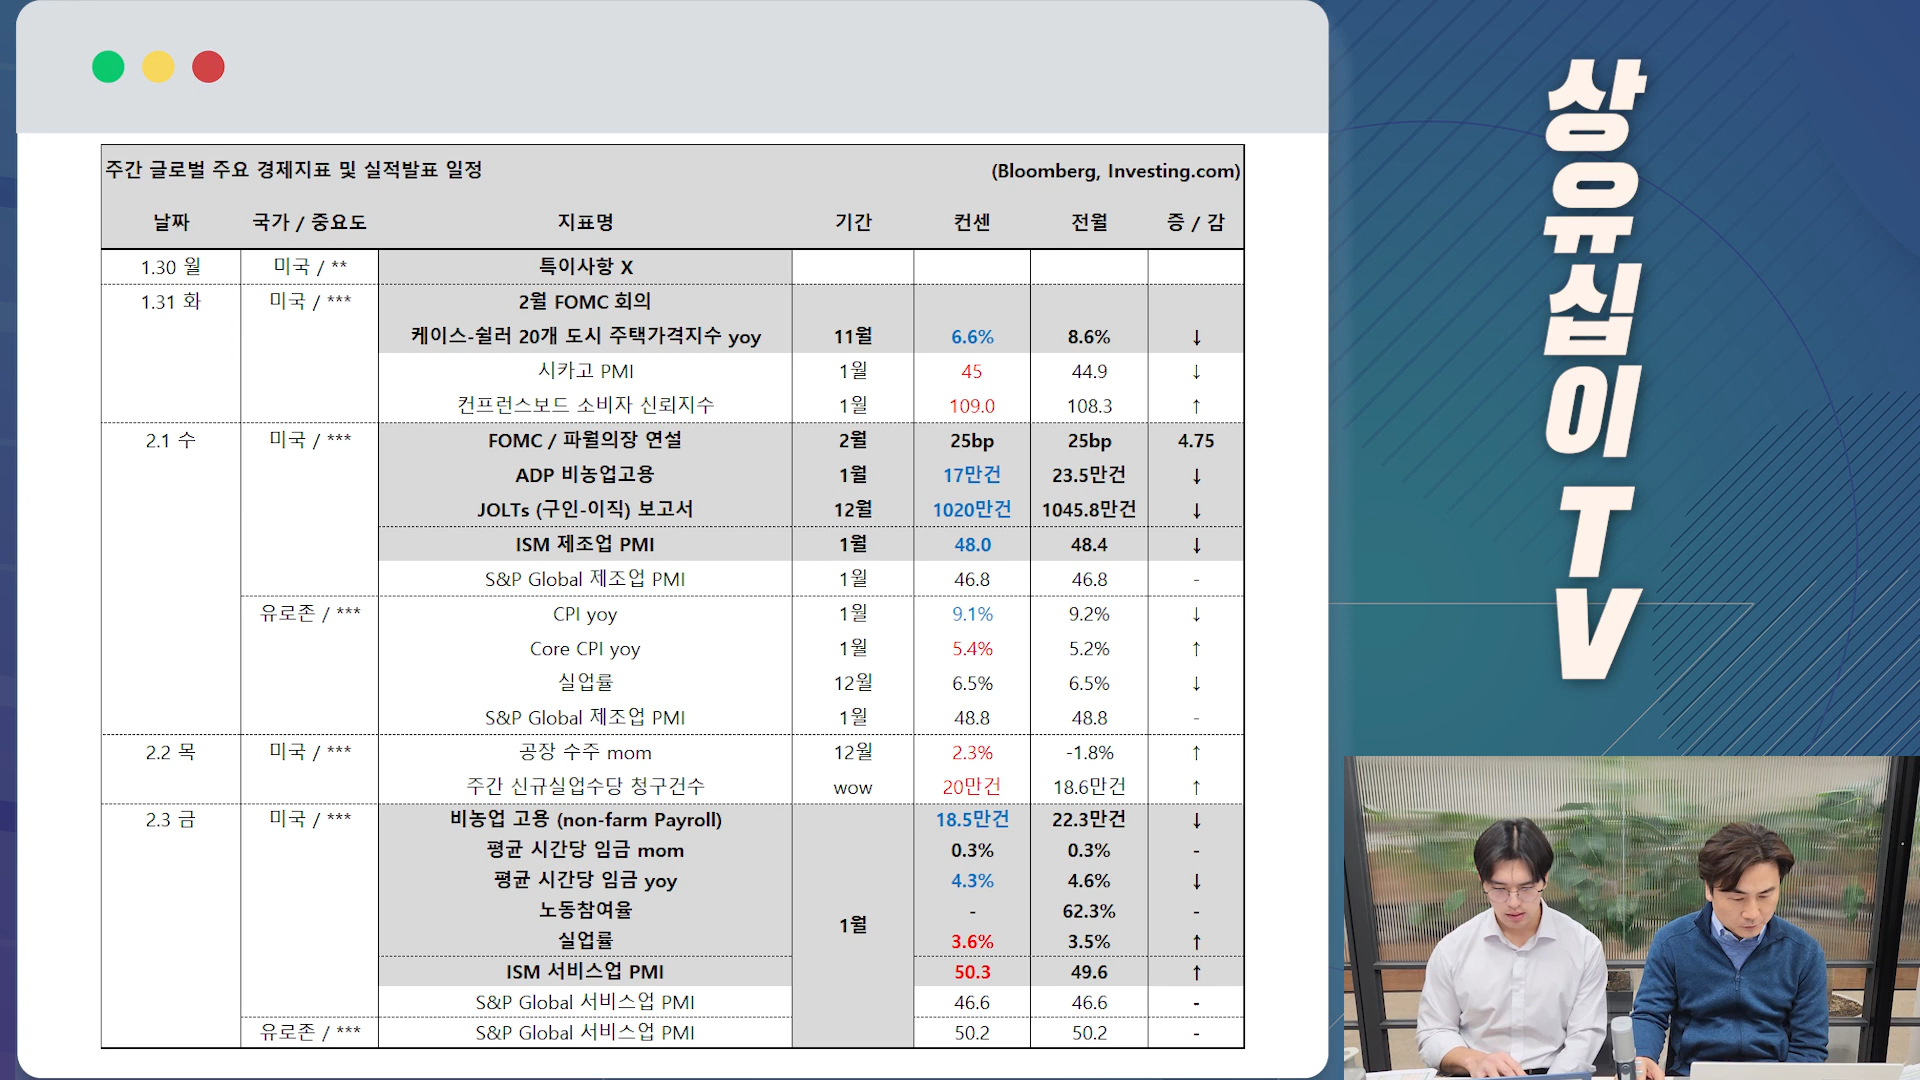 주간 글로벌 주요 경제지표 및 실적발표 일정 (Bloomberg, Investing.com)
날짜 국가 / 중요도 지표명 기간 컨센 전월 증 / 감
1.30 월 미국 / ** 특이사항 X
1.31 화 미국 / *** 2월 FOMC 회의
케이스-쉴러 20개 도시 주택가격지수 yoy 11월 6.6% 8.6% ↓
시카고 PMI 1월 45 44.9 ↓
컨프런스보드 소비자 신뢰지수 1월 109.0 108.3 ↑
2.1 수 미국 / *** FOMC / 파월의장 연설 2월 25bp 25bp 4.75
ADP 비농업고용 1월 17만건 23.5만건 ↓
JOLTs (구인-이직) 보고서 12월 1020만건 1045.8만건 ↓
ISM 제조업 PMI 1월 48.0 48.4 ↓
S&P Global 제조업 PMI 1월 46.8 46.8 -
유로존 / *** CPI yoy 1월 9.1% 9.2% ↓
Core CPI yoy 1월 5.4% 5.2% ↑
실업률 12월 6.5% 6.5% ↓
S&P Global 제조업 PMI 1월 48.8 48.8 -
2.2 목 미국 / *** 공장 수주 mom 12월 2.3% -1.8% ↑
주간 신규실업수당 청구건수 wow 20만건 18.6만건 ↑
2.3 금 미국 / *** 비농업 고용 (non-farm Payroll) 18.5만건 22.3만건 ↓
평균 시간당 임금 mom 0.3% 0.3% -
평균 시간당 임금 yoy 4.3% 4.6% ↓
노동참여율 - 62.3% -
1월
실업률 3.6% 3.5% ↑
ISM 서비스업 PMI 50.3 49.6 ↑
S&P Global 서비스업 PMI 46.6 46.6 -
유로존 / *** S&P Global 서비스업 PMI 50.2 50.2 -
상유십이 TV